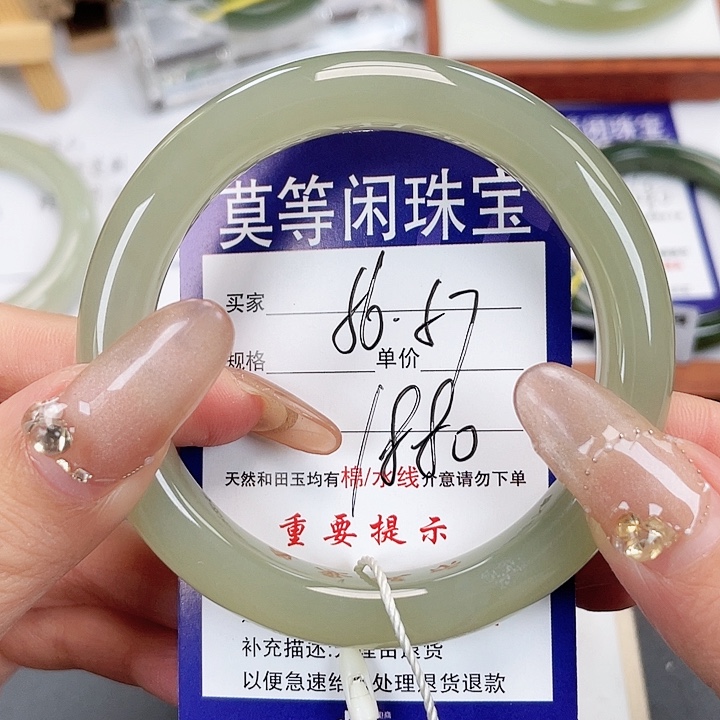 莫等闲珠宝
买家
86.87
规格 单价
1880
天然和田玉均有棉/水线介意请勿下单
重要提示
补充描述:
以便急速给 处理退货退款